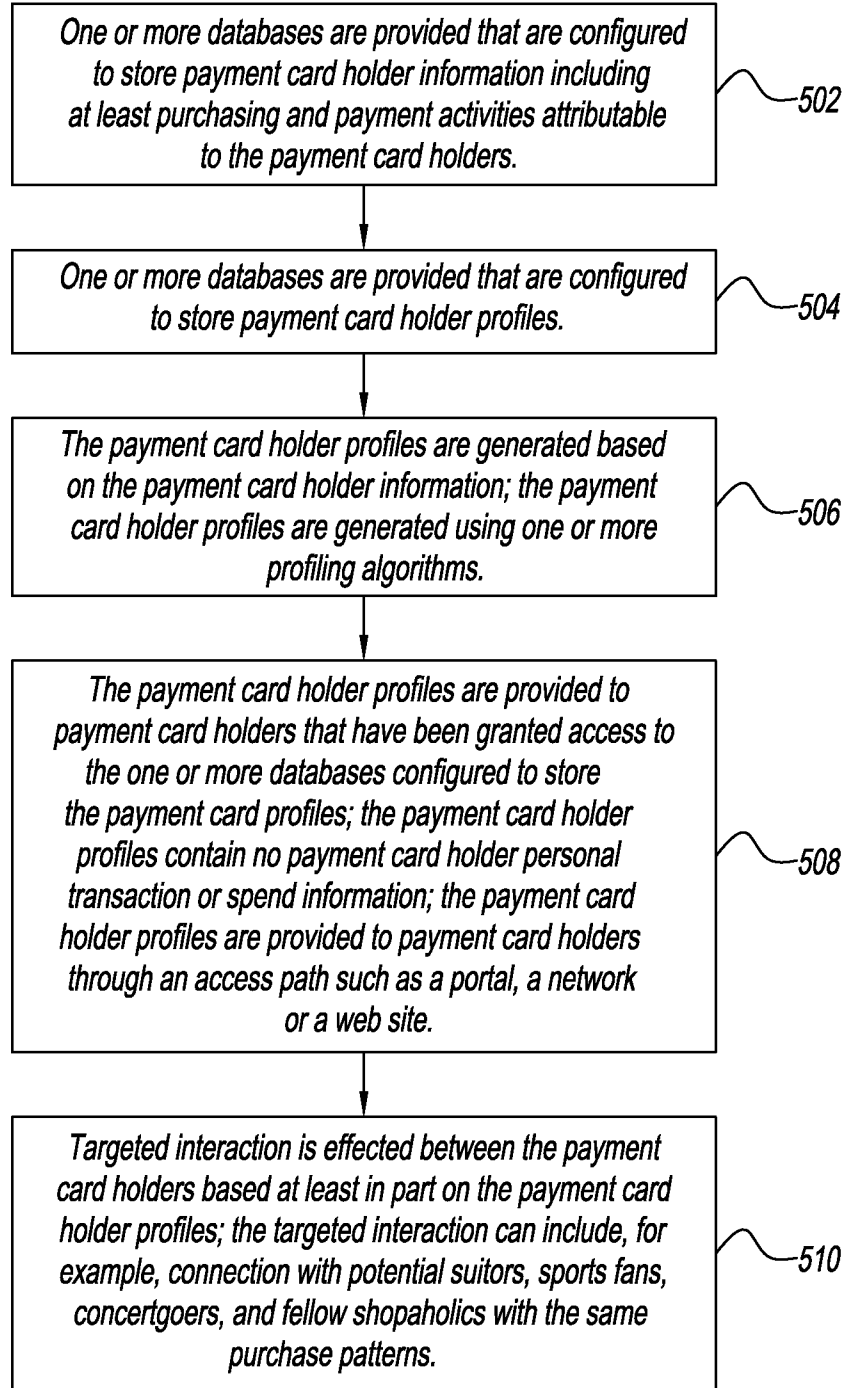 One or more databases are provided that are configured
to store payment card holder information including
at least purchasing and payment activities attributable
to the payment card holders.
502
One or more databases are provided that are configured
to store payment card holder profiles.
504
The payment card holder profiles are generated based
on the payment card holder information; the payment
card holder profiles are generated using one or more
profiling algorithms.
506
The payment card holder profiles are provided to
payment card holders that have been granted access to
the one or more databases configured to store
the payment card profiles; the payment card holder
profiles contain no payment card holder personal
transaction or spend information; the payment card
holder profiles are provided to payment card holders
through an access path such as a portal, a network
or a web site.
508
Targeted interaction is effected between the payment
card holders based at least in part on the payment card
holder profiles; the targeted interaction can include, for
example, connection with potential suitors, sports fans,
concertgoers, and fellow shopaholics with the same
purchase patterns.
510